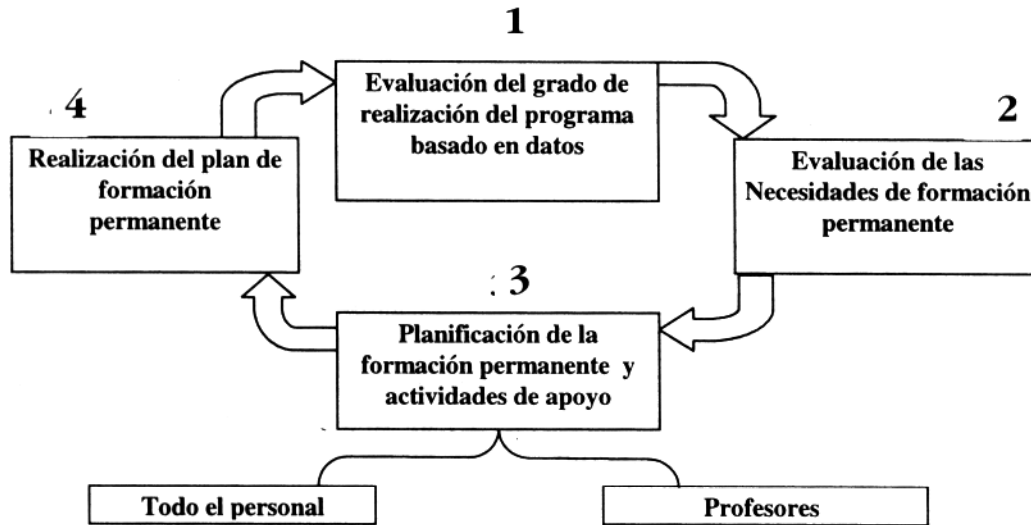 1
Evaluación del grado de
realización del programa
basado en datos
2
Evaluación de las
Necesidades de formación
permanente
3
Planificación de la
formación permanente y
actividades de apoyo
4
Realización del plan de
formación
permanente
Todo el personal
Profesores